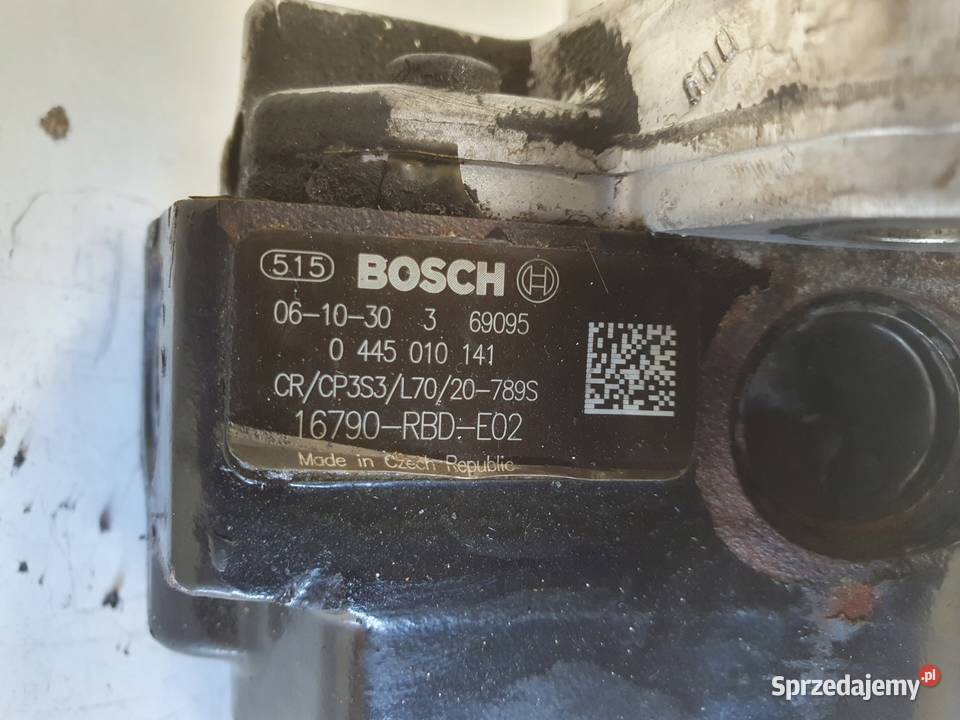 600
515 BOSCH
06-10-30 3 69095
0 445 010 141
CR/CP3S3/L70/20-789S
16790-RBD-E02
Made in Czech Republic
Sprzedajemy.pl